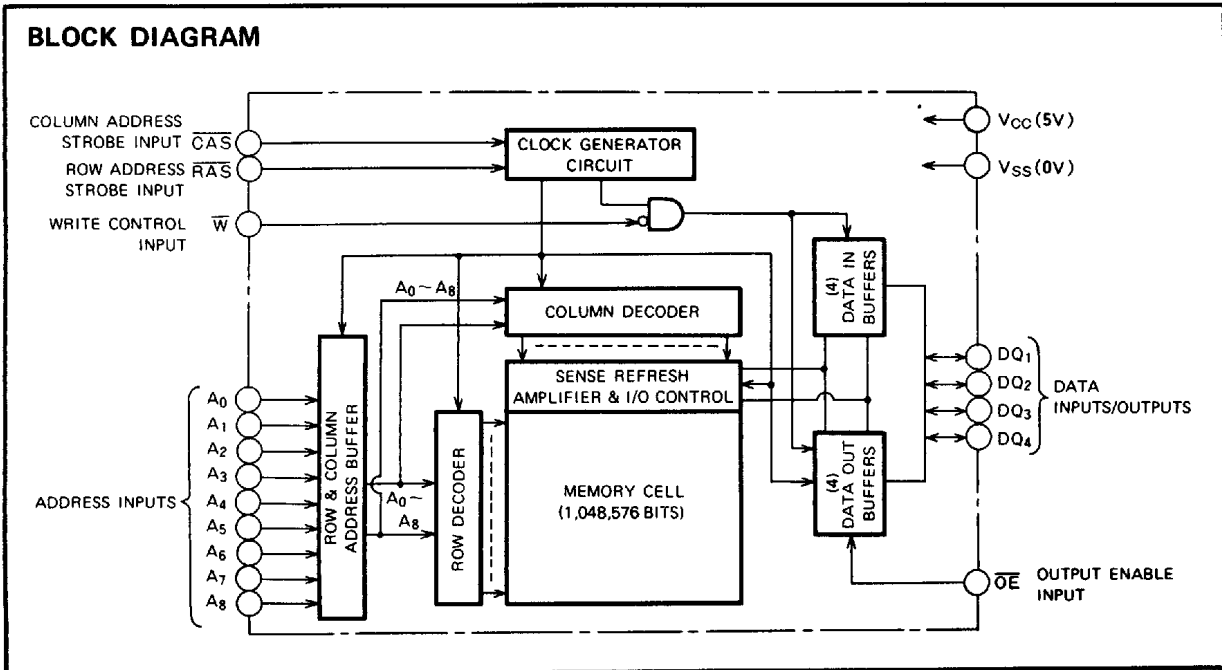 BLOCK DIAGRAM
COLUMN ADDRESS
STROBE INPUT C̅A̅S̅
ROW ADDRESS R̅A̅S̅
STROBE INPUT
WRITE CONTROL W̅
INPUT
CLOCK GENERATOR
CIRCUIT
VCC (5V)
VSS (0V)
A0~A8
COLUMN DECODER
SENSE REFRESH
AMPLIFIER & I/O CONTROL
MEMORY CELL
(1,048,576 BITS)
ROW DECODER
A0~
A8
ROW & COLUMN
ADDRESS BUFFER
ADDRESS INPUTS
A0
A1
A2
A3
A4
A5
A6
A7
A8
(4)
DATA IN
BUFFERS
(4)
DATA OUT
BUFFERS
DQ1
DQ2
DQ3
DQ4
DATA
INPUTS/OUTPUTS
O̅E̅ OUTPUT ENABLE
INPUT